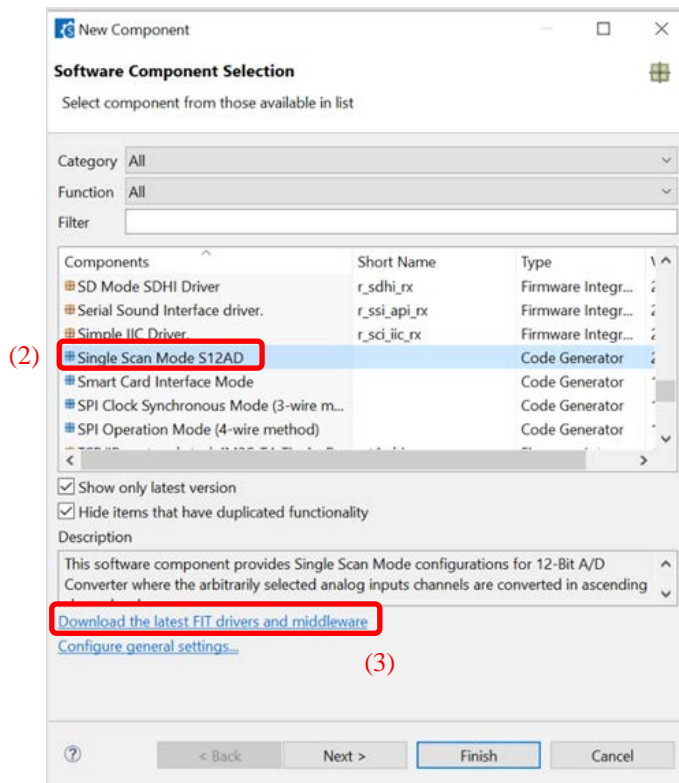 New Component
Software Component Selection
Select component from those available in list
Category All
Function All
Filter
Components Short Name Type
SD Mode SDHI Driver r_sdhi_rx Firmware Integr...
Serial Sound Interface driver. r_ssi_api_rx Firmware Integr...
Simple IIC Driver. r_sci_iic_rx Firmware Integr...
(2) Single Scan Mode S12AD Code Generator
Smart Card Interface Mode Code Generator
SPI Clock Synchronous Mode (3-wire m... Code Generator
SPI Operation Mode (4-wire method) Code Generator
Show only latest version
Hide items that have duplicated functionality
Description
This software component provides Single Scan Mode configurations for 12-Bit A/D
Converter where the arbitrarily selected analog inputs channels are converted in ascending
Download the latest FIT drivers and middleware
Configure general settings...
(3)
? < Back Next > Finish Cancel